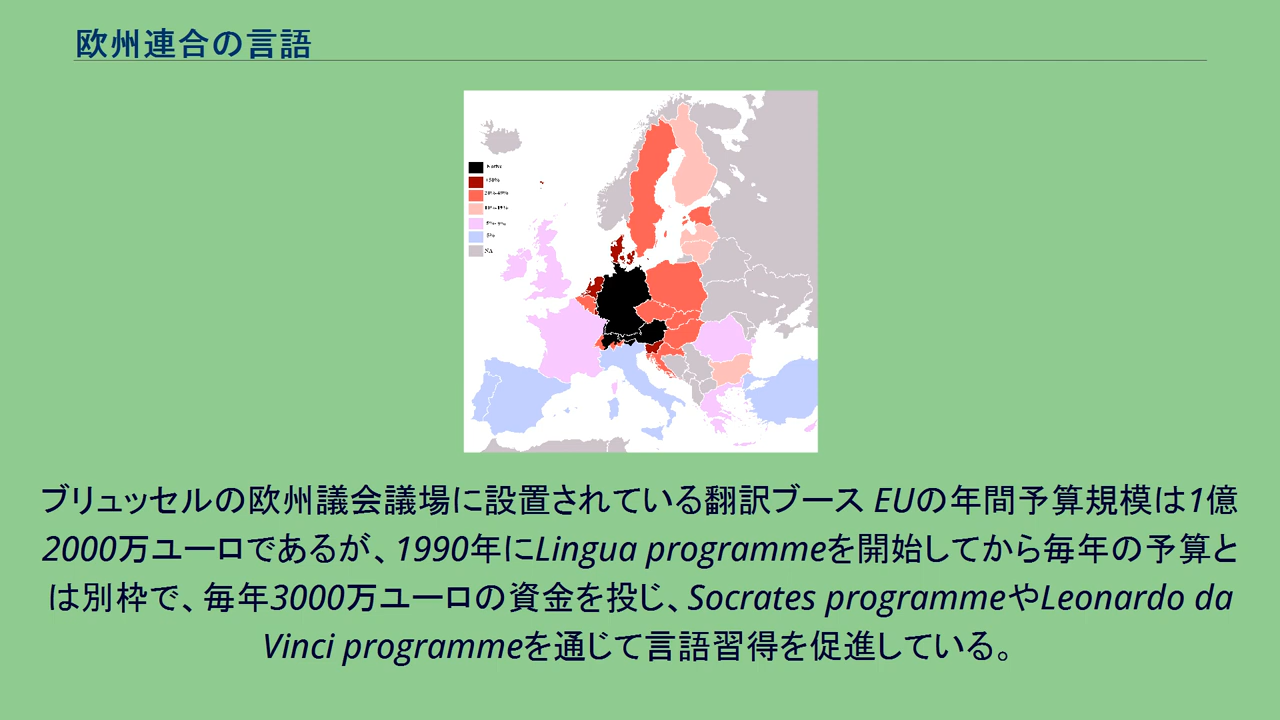 欧州連合の言語
NA
ブリュッセルの欧州議会議場に設置されている翻訳ブース EUの年間予算規模は1億
2000万ユーロであるが、1990年にLingua programmeを開始してから毎年の予算と
は別枠で、毎年3000万ユーロの資金を投じ、Socrates programmeやLeonardo da
Vinci programmeを通じて言語習得を促進している。